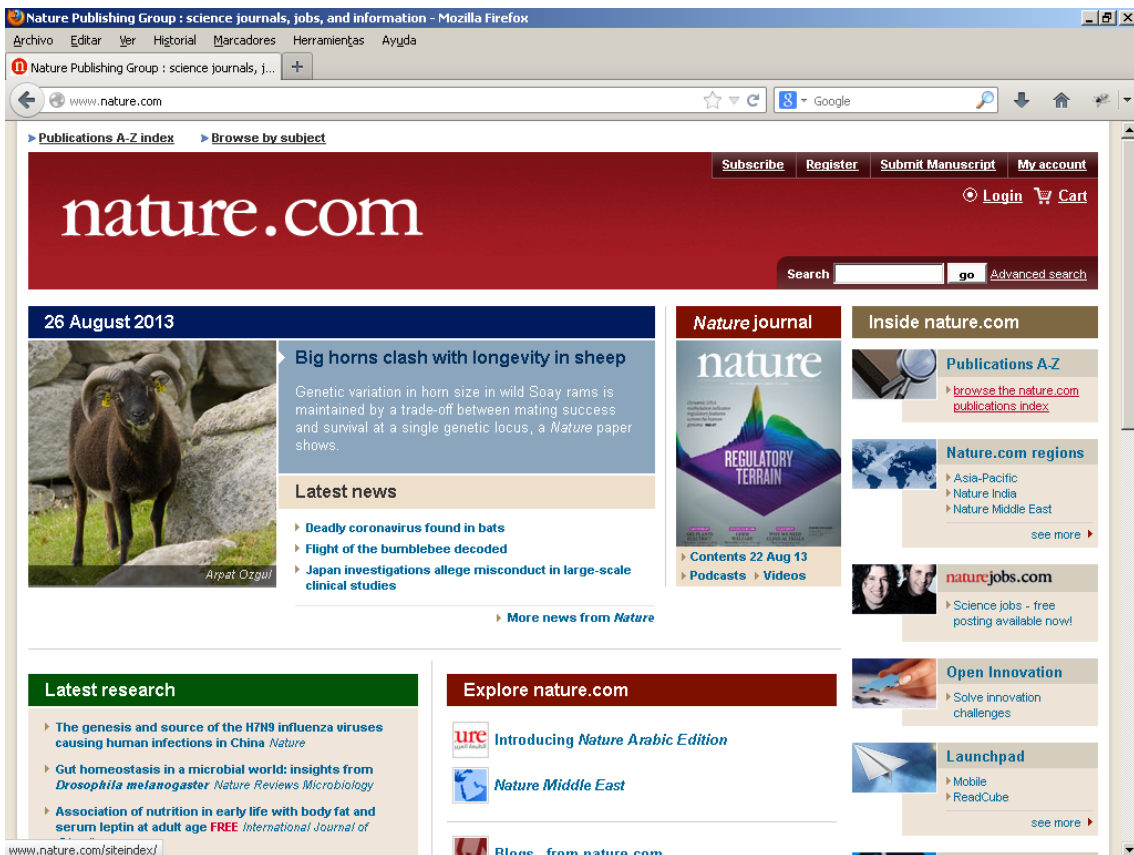 Nature Publishing Group : science journals, jobs, and information - Mozilla Firefox
Archivo Editar Ver Historial Marcadores Herramientas Ayuda
Nature Publishing Group : science journals, j...
www.nature.com
Google
Publications A-Z index Browse by subject
Subscribe Register Submit Manuscript My account
nature.com
Login Cart
Search go Advanced search
26 August 2013
Big horns clash with longevity in sheep
Genetic variation in horn size in wild Soay rams is
maintained by a trade-off between mating success
and survival at a single genetic locus, a Nature paper
shows.
Arpat Ozgul
Latest news
Deadly coronavirus found in bats
Flight of the bumblebee decoded
Japan investigations allege misconduct in large-scale
clinical studies
More news from Nature
Nature journal
nature
REGULATORY
TERRAIN
Contents 22 Aug 13
Podcasts Videos
Inside nature.com
Publications A-Z
browse the nature.com
publications index
Nature.com regions
Asia-Pacific
Nature India
Nature Middle East
see more
naturejobs.com
Science jobs - free
posting available now!
Open Innovation
Solve innovation
challenges
Launchpad
Mobile
ReadCube
see more
Latest research
The genesis and source of the H7N9 influenza viruses
causing human infections in China Nature
Gut homeostasis in a microbial world: insights from
Drosophila melanogaster Nature Reviews Microbiology
Association of nutrition in early life with body fat and
serum leptin at adult age FREE International Journal of
Explore nature.com
ure
Introducing Nature Arabic Edition
Nature Middle East
Blogs from nature.com
www.nature.com/siteindex/